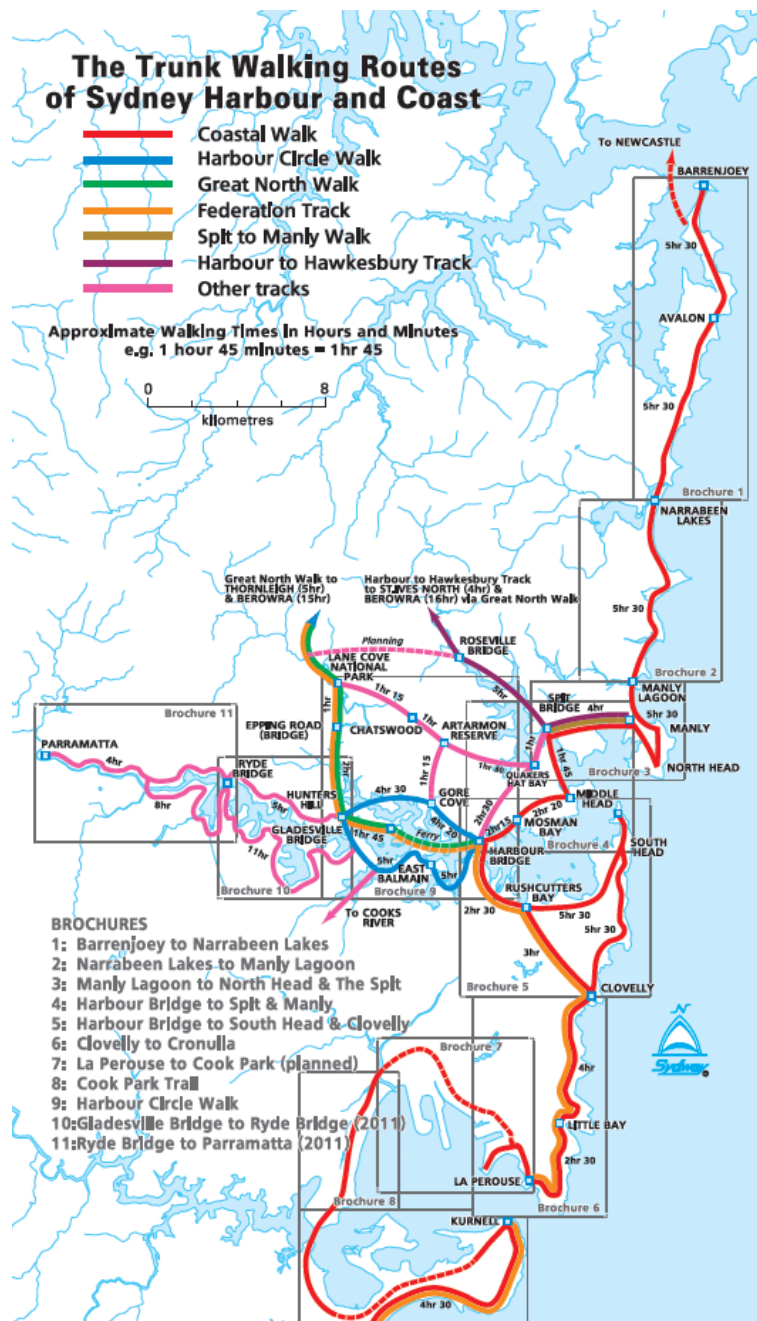 The Trunk Walking Routes
of Sydney Harbour and Coast
Coastal Walk
Harbour Circle Walk
Great North Walk
Federation Track
Spit to Manly Walk
Harbour to Hawkesbury Track
Other tracks
Approximate Walking Times in Hours and Minutes
e.g. 1 hour 45 minutes = 1hr 45
0
8
kilometres
To NEWCASTLE
BARRENJOEY
5hr 30
AVALON
5hr 30
Brochure 1
NARRABEEN
LAKES
5hr 30
Brochure 2
MANLY
LAGOON
Great North Walk to
THORNLEIGH (5hr)
& BEROWRA (15hr)
Harbour to Hawkesbury Track
to ST.IVES NORTH (4hr) &
BEROWRA (16hr) via Great North Walk
Planning
ROSEVILLE
BRIDGE
LANE COVE
NATIONAL
PARK
5hr
SPIT
BRIDGE
4hr
5hr 30
MANLY
NORTH HEAD
Brochure 3
1hr 15
1hr
CHATSWOOD
1hr
ARTARMON
RESERVE
EPPING ROAD
(BRIDGE)
1hr
1hr 30
QUAKERS
HAT BAY
1hr 45
Brochure 11
PARRAMATTA
4hr
8hr
RYDE
BRIDGE
2hr
1hr 15
5hr
HUNTERS
HILL
4hr 30
GORE
COVE
4hr 20
2hr30
MIDDLE
HEAD
2hr 20
2hr15
MOSMAN
BAY
Brochure 4
SOUTH
HEAD
GLADESVILLE
BRIDGE
1hr 45
Ferry
HARBOUR
BRIDGE
11hr
5hr
EAST
BALMAIN
5hr
Brochure 10
Brochure 9
RUSHCUTTERS
BAY
2hr 30
5hr 30
5hr 30
To COOKS
RIVER
3hr
Brochure 5
CLOVELLY
BROCHURES
1: Barrenjoey to Narrabeen Lakes
2: Narrabeen Lakes to Manly Lagoon
3: Manly Lagoon to North Head & The Spit
4: Harbour Bridge to Spit & Manly
5: Harbour Bridge to South Head & Clovelly
6: Clovelly to Cronulla
7: La Perouse to Cook Park (planned)
8: Cook Park Trail
9: Harbour Circle Walk
10:Gladesville Bridge to Ryde Bridge (2011)
11:Ryde Bridge to Parramatta (2011)
N
Sydway
Brochure 7
4hr
LITTLE BAY
2hr 30
LA PEROUSE
Brochure 6
Brochure 8
KURNELL
4hr 30